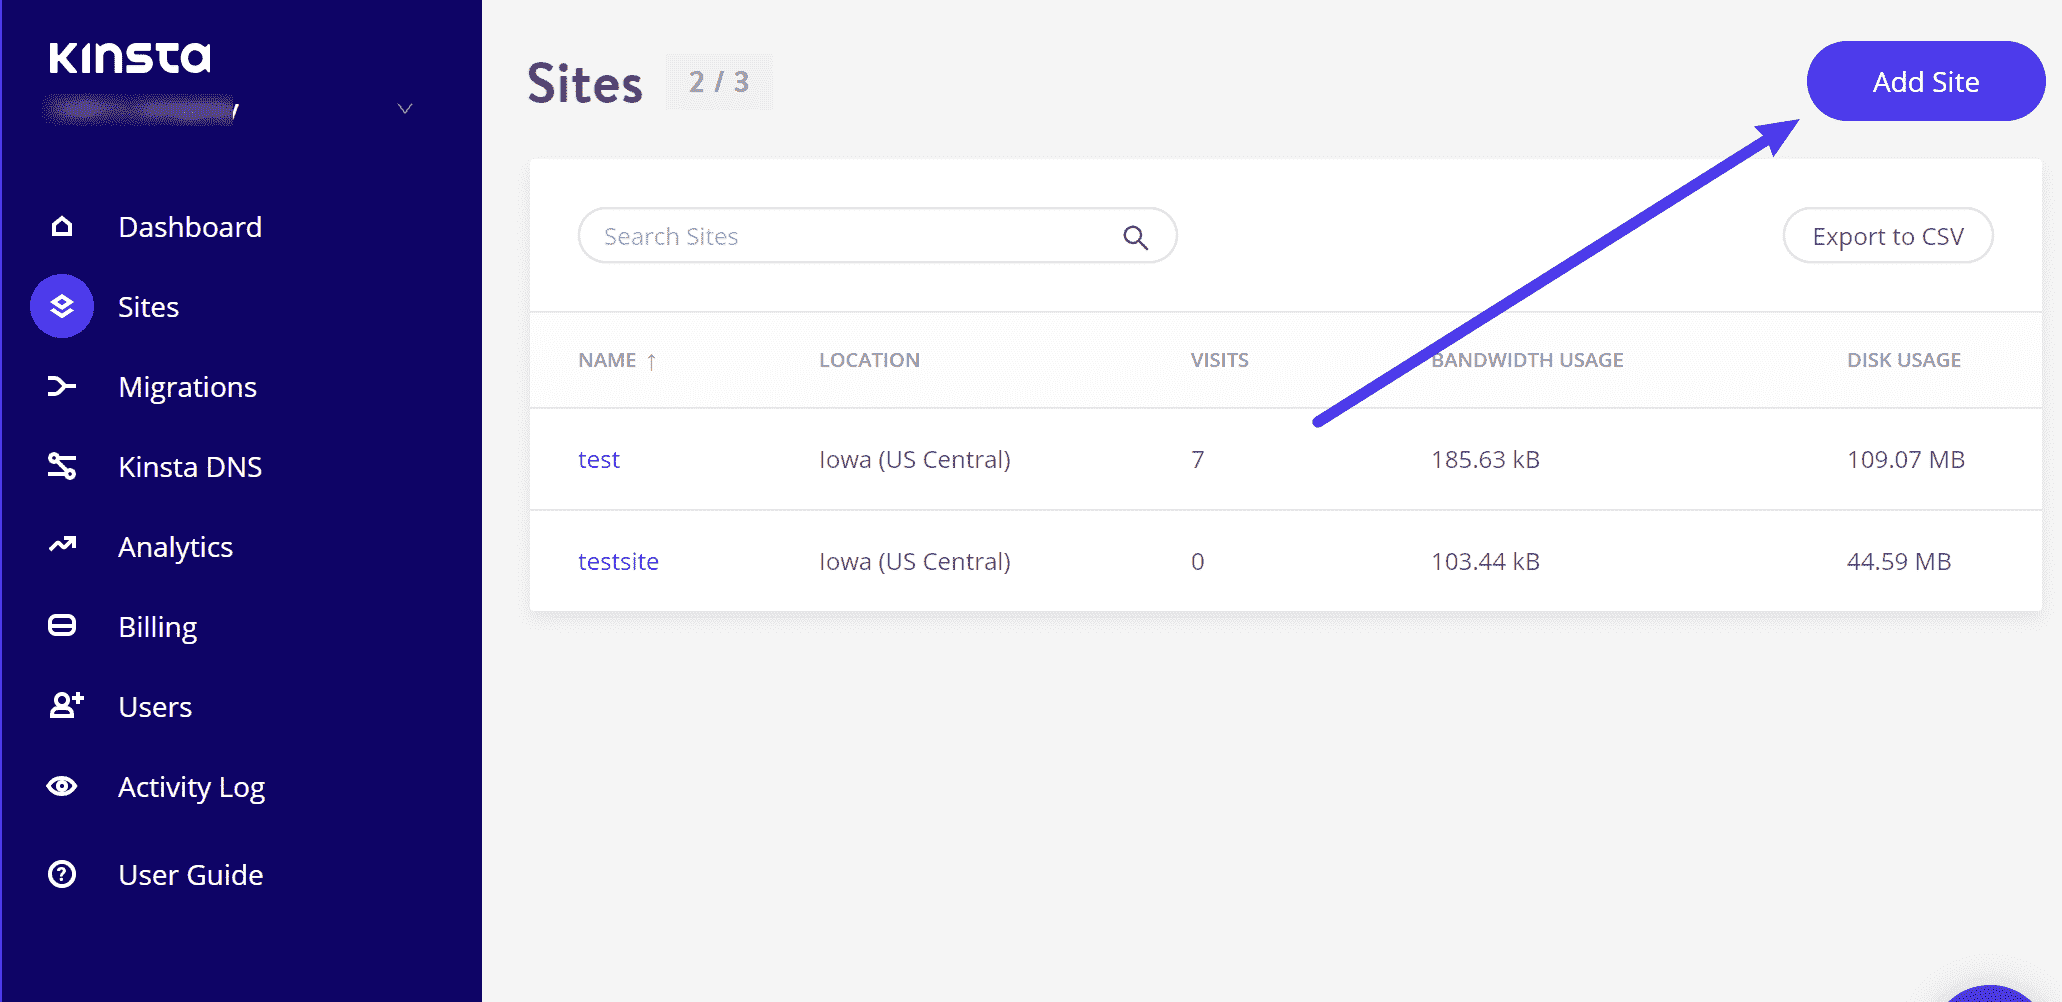 Kinsta
Dashboard
Sites
Migrations
Kinsta DNS
Analytics
Billing
Users
Activity Log
User Guide
Sites 2 / 3
Add Site
Search Sites
Export to CSV
NAME ↑ LOCATION VISITS BANDWIDTH USAGE DISK USAGE
test Iowa (US Central) 7 185.63 kB 109.07 MB
testsite Iowa (US Central) 0 103.44 kB 44.59 MB